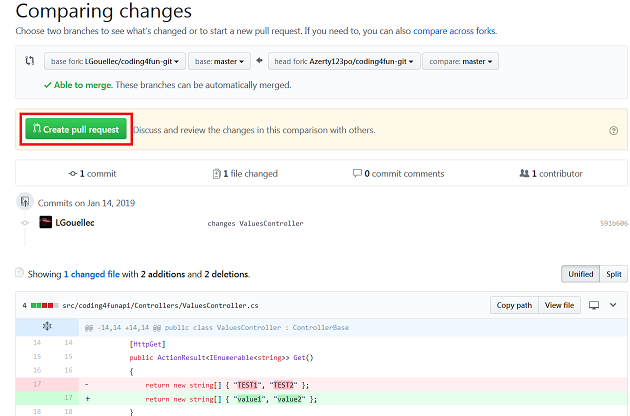 Comparing changes
Choose two branches to see what's changed or to start a new pull request. If you need to, you can also compare across forks.
base fork: LGouellec/coding4fun-git base: master head fork: Azerty123po/coding4fun-git compare: master
Able to merge. These branches can be automatically merged.
Create pull request Discuss and review the changes in this comparison with others.
1 commit 1 file changed 0 commit comments 1 contributor
Commits on Jan 14, 2019
LGouellec changes ValuesController 591b606
Showing 1 changed file with 2 additions and 2 deletions. Unified Split
4 src/coding4funapi/Controllers/ValuesController.cs Copy path View file
@@ -14,14 +14,14 @@ public class ValuesController : ControllerBase
14 14 [HttpGet]
15 15 public ActionResult<IEnumerable<string>> Get()
16 16 {
17 - return new string[] { "TEST1", "TEST2" };
17 + return new string[] { "value1", "value2" };
18 18 }